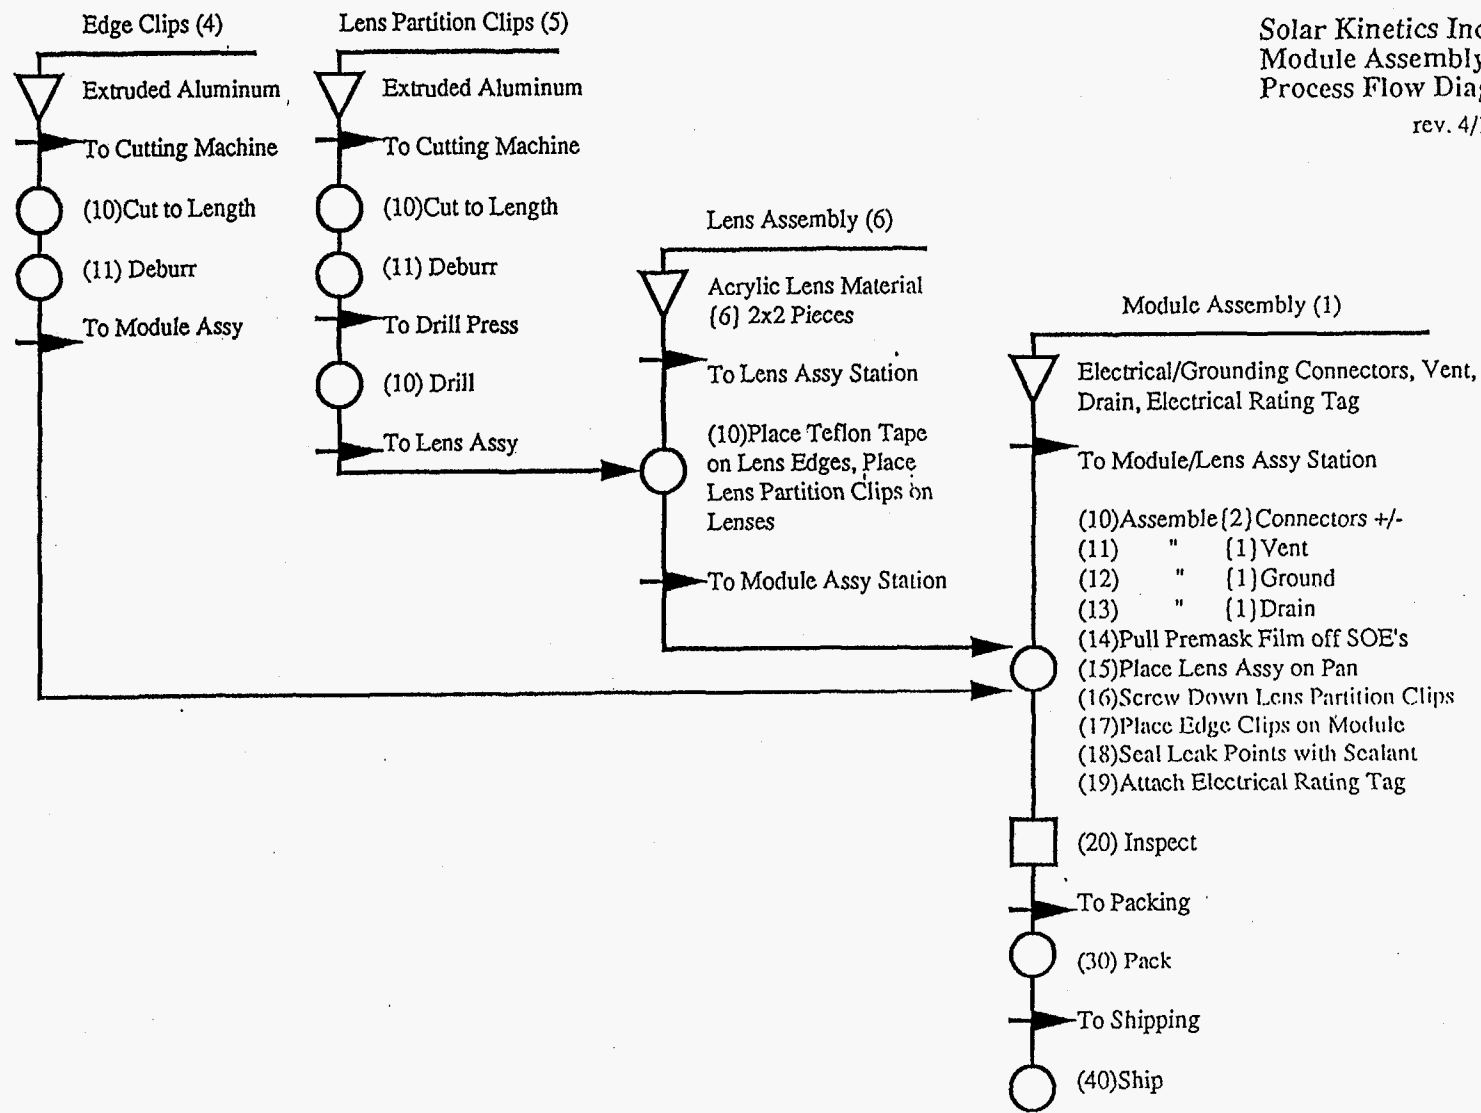 Edge Clips (4)
Extruded Aluminum
To Cutting Machine
(10)Cut to Length
(11) Deburr
To Module Assy
Lens Partition Clips (5)
Extruded Aluminum
To Cutting Machine
(10)Cut to Length
(11) Deburr
To Drill Press
(10) Drill
To Lens Assy
Lens Assembly (6)
Acrylic Lens Material
{6} 2x2 Pieces
To Lens Assy Station
(10)Place Teflon Tape
on Lens Edges, Place
Lens Partition Clips on
Lenses
To Module Assy Station
Solar Kinetics Inc
Module Assembly
Process Flow Diag
rev. 4/
Module Assembly (1)
Electrical/Grounding Connectors, Vent,
Drain, Electrical Rating Tag
To Module/Lens Assy Station
(10)Assemble{2}Connectors +/-
(11) " {1}Vent
(12) " {1}Ground
(13) " {1}Drain
(14)Pull Premask Film off SOE's
(15)Place Lens Assy on Pan
(16)Screw Down Lens Partition Clips
(17)Place Edge Clips on Module
(18)Seal Leak Points with Sealant
(19)Attach Electrical Rating Tag
(20) Inspect
To Packing
(30) Pack
To Shipping
(40)Ship